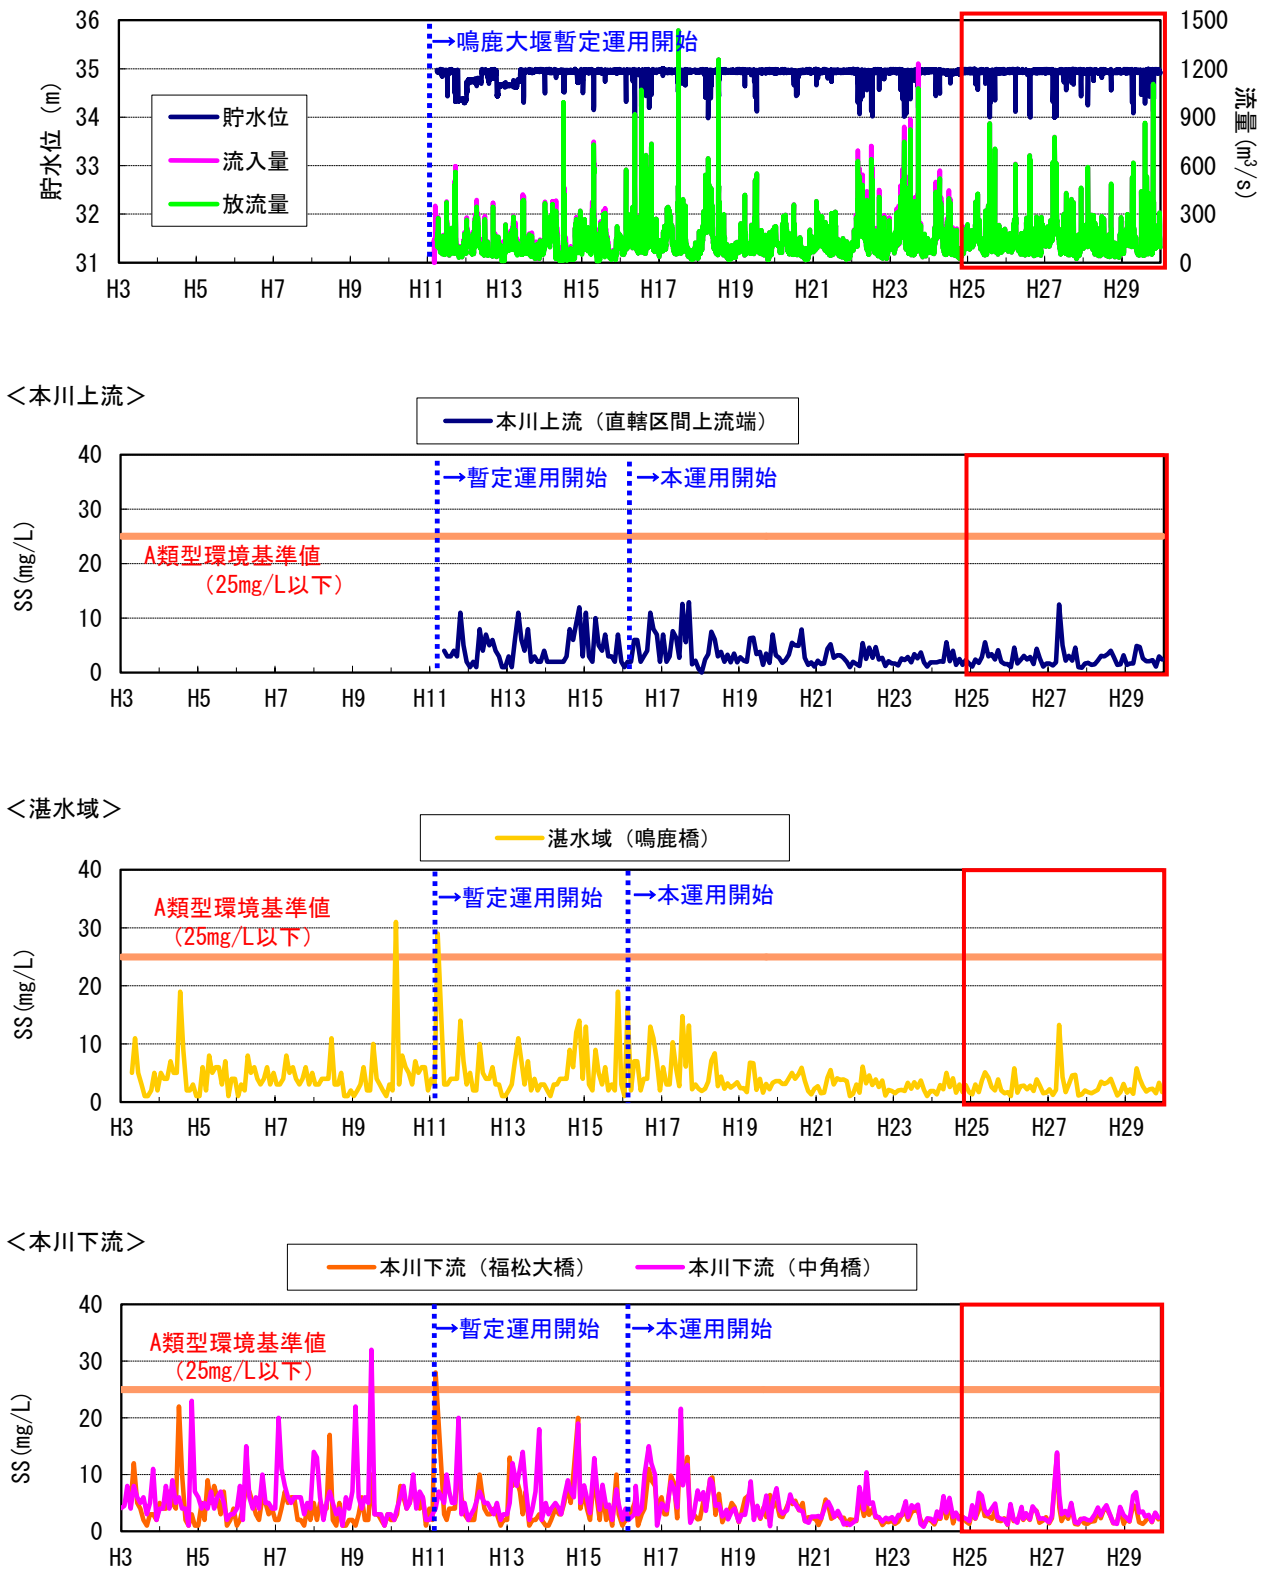 36
35
34
33
32
31
貯水位 (m)
→鳴鹿大堰暫定運用開始
貯水位
流入量
放流量
1500
1200
900
600
300
0
流量(m³/s)
H3 H5 H7 H9 H11 H13 H15 H17 H19 H21 H23 H25 H27 H29
＜本川上流＞
本川上流（直轄区間上流端）
40
30
20
10
0
SS(mg/L)
→暫定運用開始
→本運用開始
A類型環境基準値
（25mg/L以下）
H3 H5 H7 H9 H11 H13 H15 H17 H19 H21 H23 H25 H27 H29
＜湛水域＞
湛水域（鳴鹿橋）
40
30
20
10
0
SS(mg/L)
→暫定運用開始
→本運用開始
A類型環境基準値
（25mg/L以下）
H3 H5 H7 H9 H11 H13 H15 H17 H19 H21 H23 H25 H27 H29
＜本川下流＞
本川下流（福松大橋） 本川下流（中角橋）
40
30
20
10
0
SS(mg/L)
→暫定運用開始
→本運用開始
A類型環境基準値
（25mg/L以下）
H3 H5 H7 H9 H11 H13 H15 H17 H19 H21 H23 H25 H27 H29